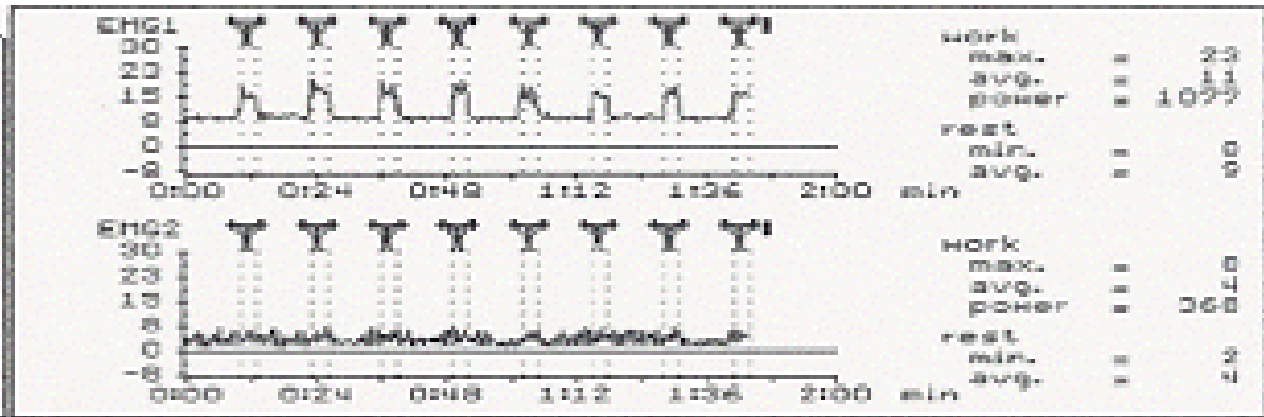 EMG1
30
23
15
8
0
-8
0:00 0:24 0:48 1:12 1:36 2:00 min
work
max. = 23
avg. = 11
power = 1077
rest
min. = 8
avg. = 9
EMG2
30
23
15
8
0
-8
0:00 0:24 0:48 1:12 1:36 2:00 min
work
max. = 8
avg. = 4
power = 368
rest
min. = 2
avg. = 4